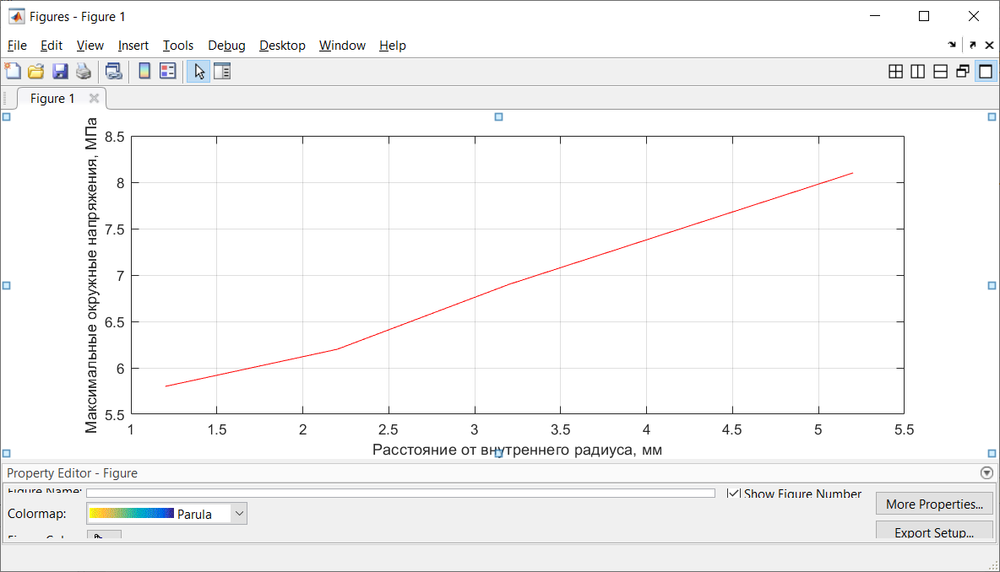 Figures - Figure 1
File Edit View Insert Tools Debug Desktop Window Help
Figure 1
Максимальные окружные напряжения, МПа
8.5
8
7.5
7
6.5
6
5.5
1 1.5 2 2.5 3 3.5 4 4.5 5 5.5
Расстояние от внутреннего радиуса, мм
Property Editor - Figure
Figure Name: Show Figure Number
Colormap: Parula More Properties...
Export Setup...